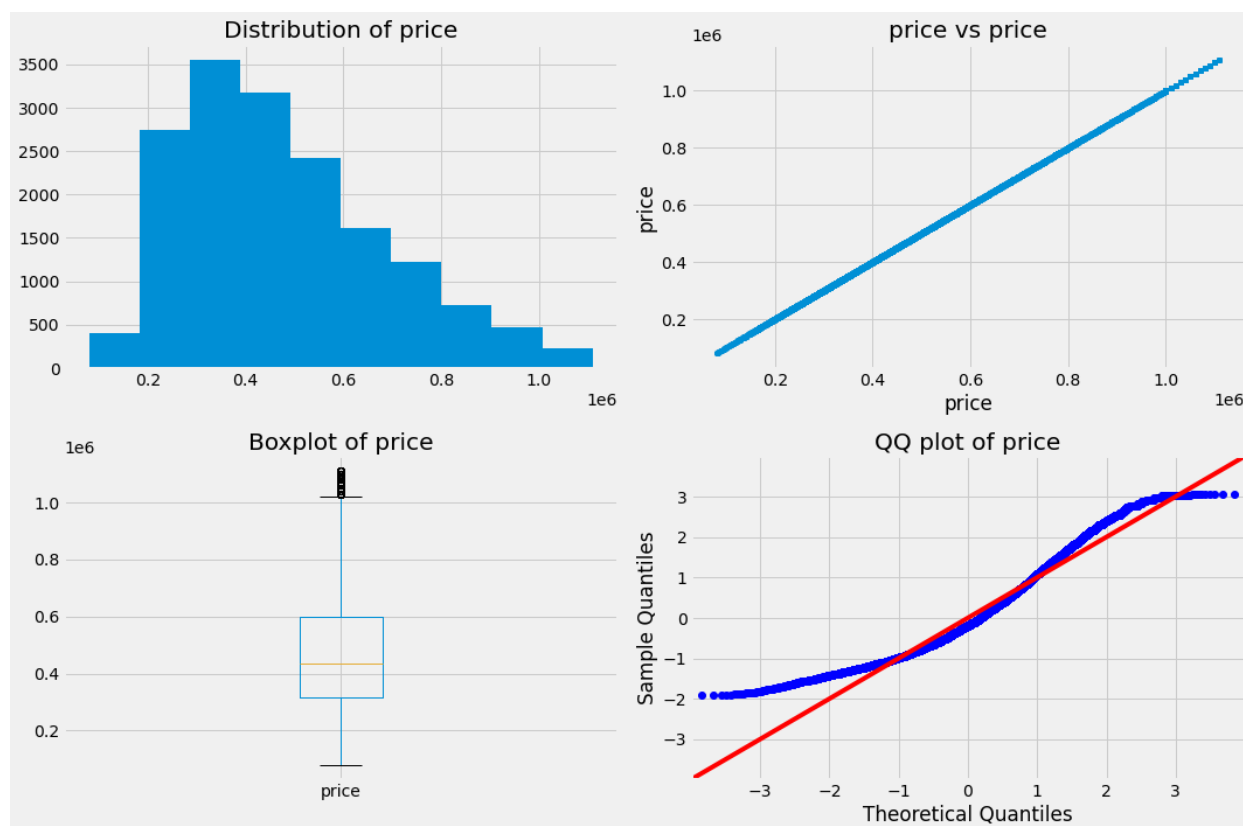 Distribution of price
3500
3000
2500
2000
1500
1000
500
0
0.2 0.4 0.6 0.8 1.0
1e6
price vs price
1e6
1.0
0.8
0.6
0.4
0.2
price
0.2 0.4 0.6 0.8 1.0
1e6
price
Boxplot of price
1e6
1.0
0.8
0.6
0.4
0.2
price
QQ plot of price
3
2
1
0
−1
−2
−3
Sample Quantiles
−3 −2 −1 0 1 2 3
Theoretical Quantiles